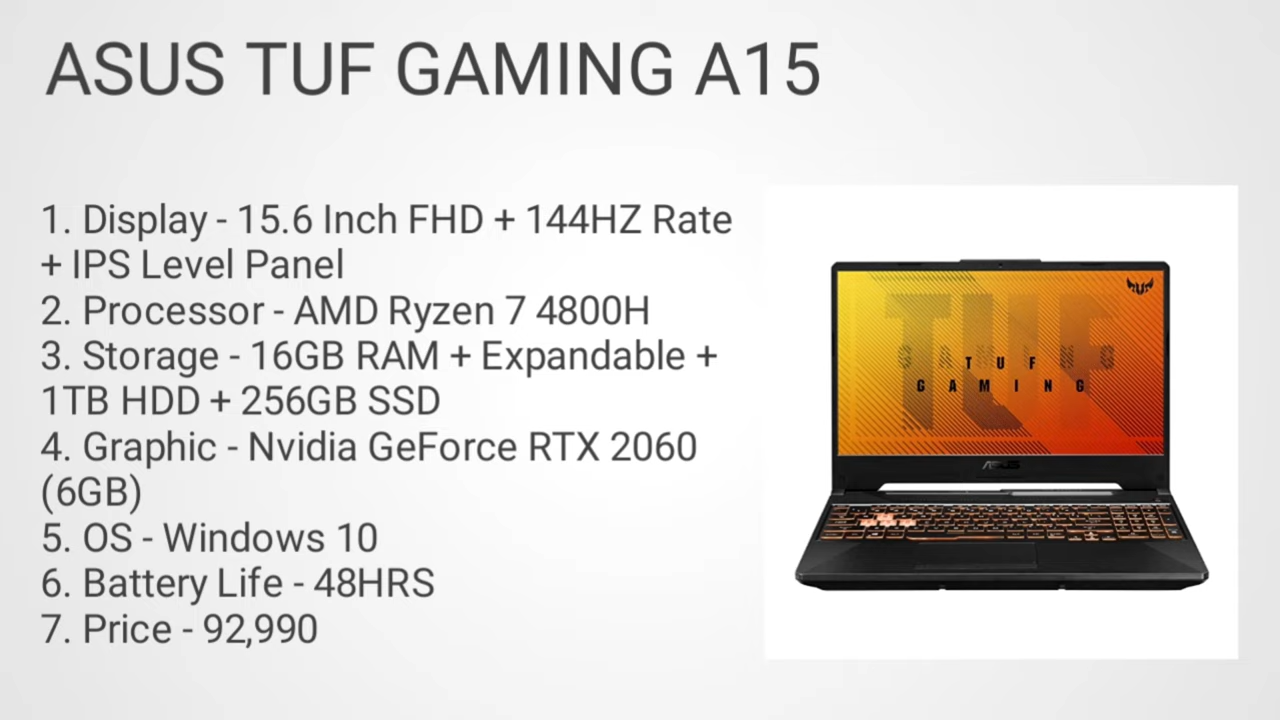 ASUS TUF GAMING A15
1. Display - 15.6 Inch FHD + 144HZ Rate
+ IPS Level Panel
2. Processor - AMD Ryzen 7 4800H
3. Storage - 16GB RAM + Expandable +
1TB HDD + 256GB SSD
4. Graphic - Nvidia GeForce RTX 2060
(6GB)
5. OS - Windows 10
6. Battery Life - 48HRS
7. Price - 92,990
TUF
GAMING
T U F
G A M I N G
ASUS